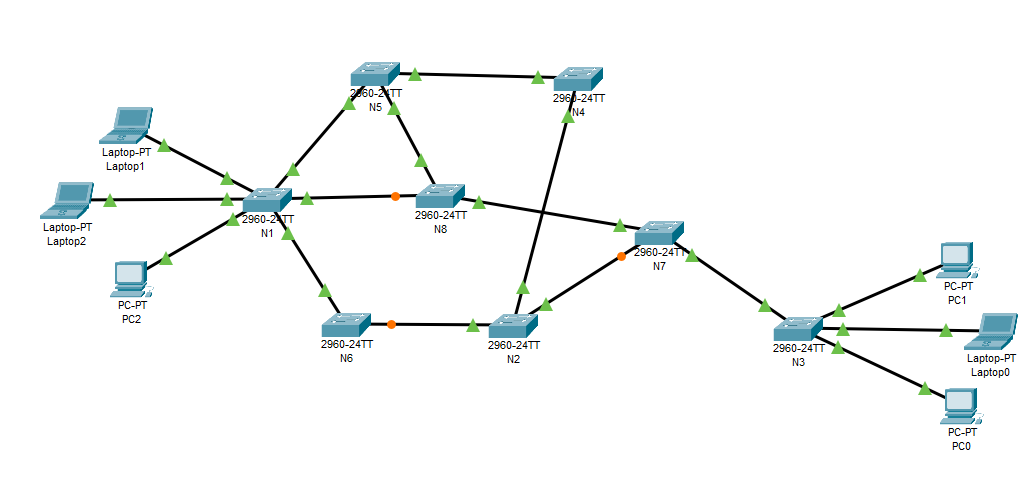 2960-24TT
N5
2960-24TT
N4
Laptop-PT
Laptop1
Laptop-PT
Laptop2
2960-24TT
N1
2960-24TT
N8
2960-24TT
N7
PC-PT
PC1
PC-PT
PC2
2960-24TT
N6
2960-24TT
N2
2960-24TT
N3
Laptop-PT
Laptop0
PC-PT
PC0